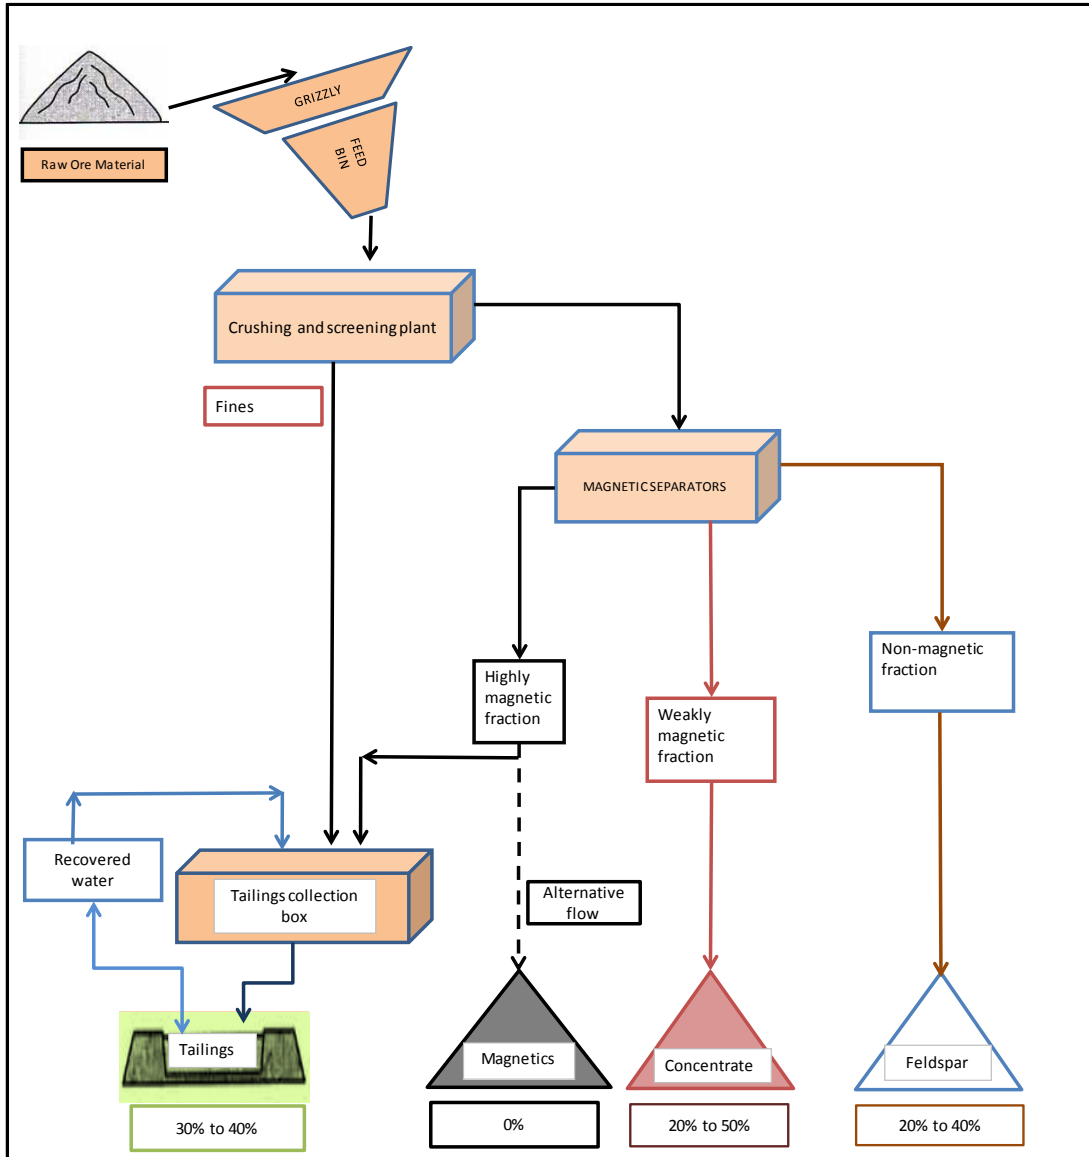 GRIZZLY
Raw Ore Material
FEED
BIN
Crushing and screening plant
Fines
MAGNETIC SEPARATORS
Highly
magnetic
fraction
Weakly
magnetic
fraction
Non-magnetic
fraction
Recovered
water
Tailings collection
box
Alternative
flow
Tailings
Magnetics
Concentrate
Feldspar
30% to 40%
0%
20% to 50%
20% to 40%